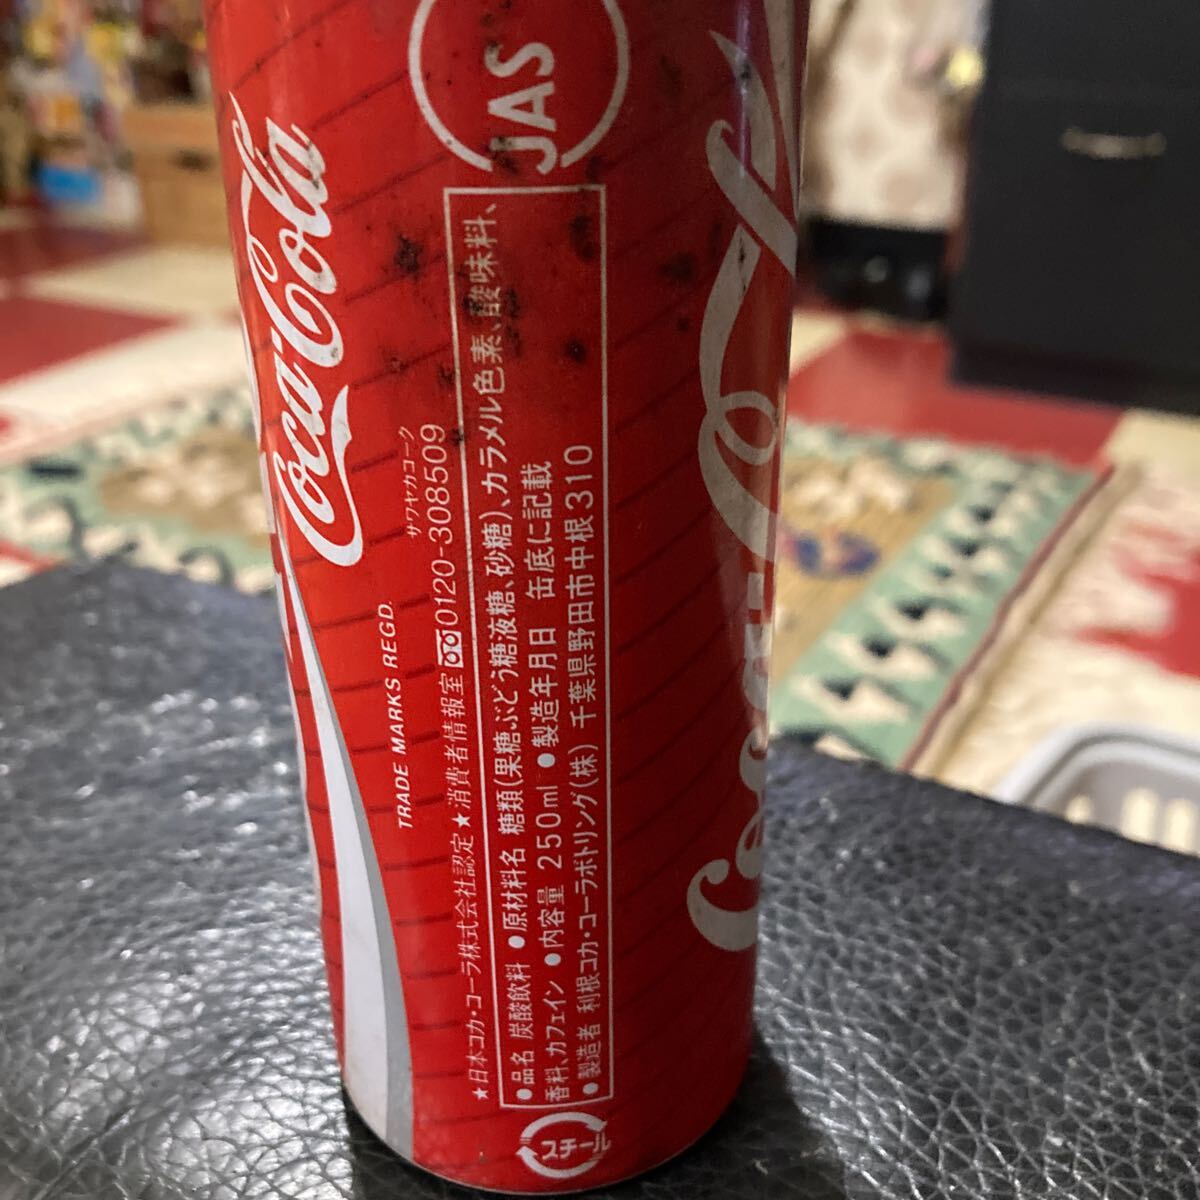 JAS
Coca-Cola
TRADE MARKS REGD.
サワヤカコーク
★日本コカ・コーラ株式会社認定★消費者情報室 0120-308509
●品名 炭酸飲料 ●原材料名 糖類(果糖ぶどう糖液糖、砂糖)、カラメル色素、酸味料、
香料、カフェイン ●内容量 250ml ●製造年月日 缶底に記載
●製造者 利根コカ・コーラボトリング(株) 千葉県野田市中根310
スチール
Coca-Co